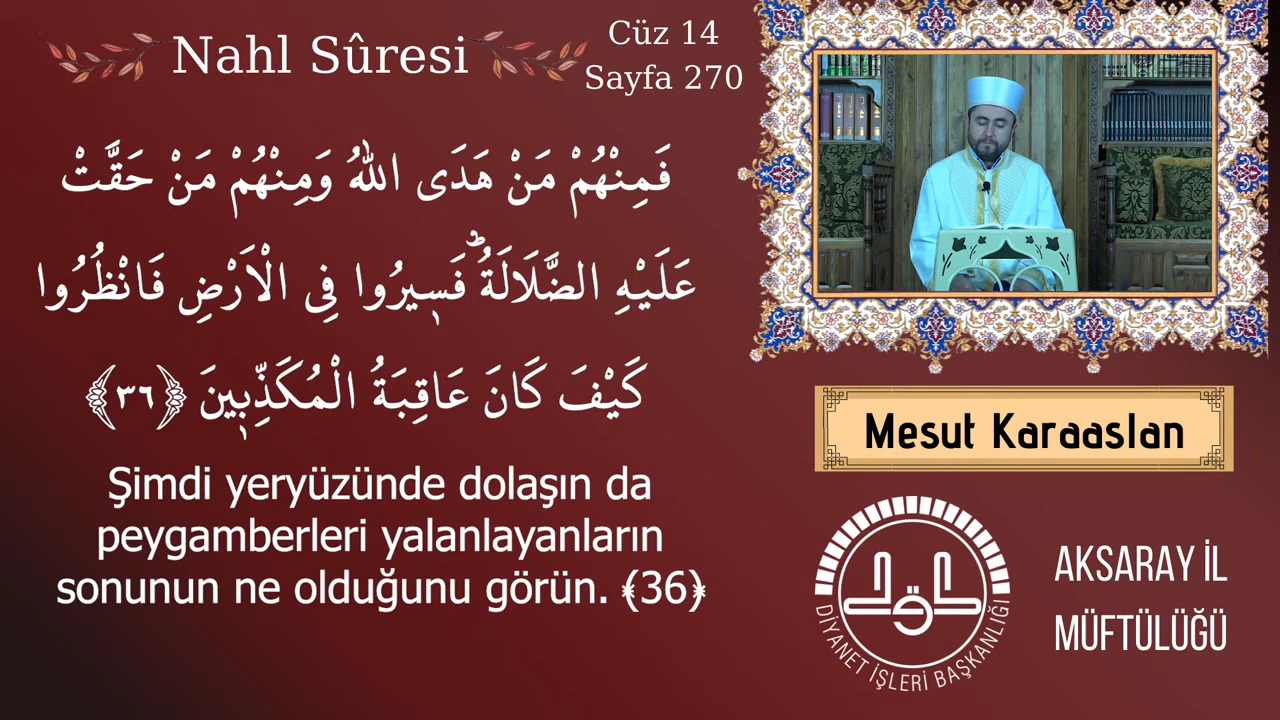 Nahl Sûresi
Cüz 14
Sayfa 270
فَمِنْهُمْ مَنْ هَدَى اللّٰهُ وَمِنْهُمْ مَنْ حَقَّتْ
عَلَيْهِ الضَّلَالَةُۜ فَسٖيرُوا فِى الْاَرْضِ فَانْظُرُوا
كَيْفَ كَانَ عَاقِبَةُ الْمُكَذِّبٖينَ ﴿٣٦﴾
Şimdi yeryüzünde dolaşın da
peygamberleri yalanlayanların
sonunun ne olduğunu görün. ﴾36﴿
Mesut Karaaslan
DİYANET İŞLERİ BAŞKANLIĞI
AKSARAY İL
MÜFTÜLÜĞÜ